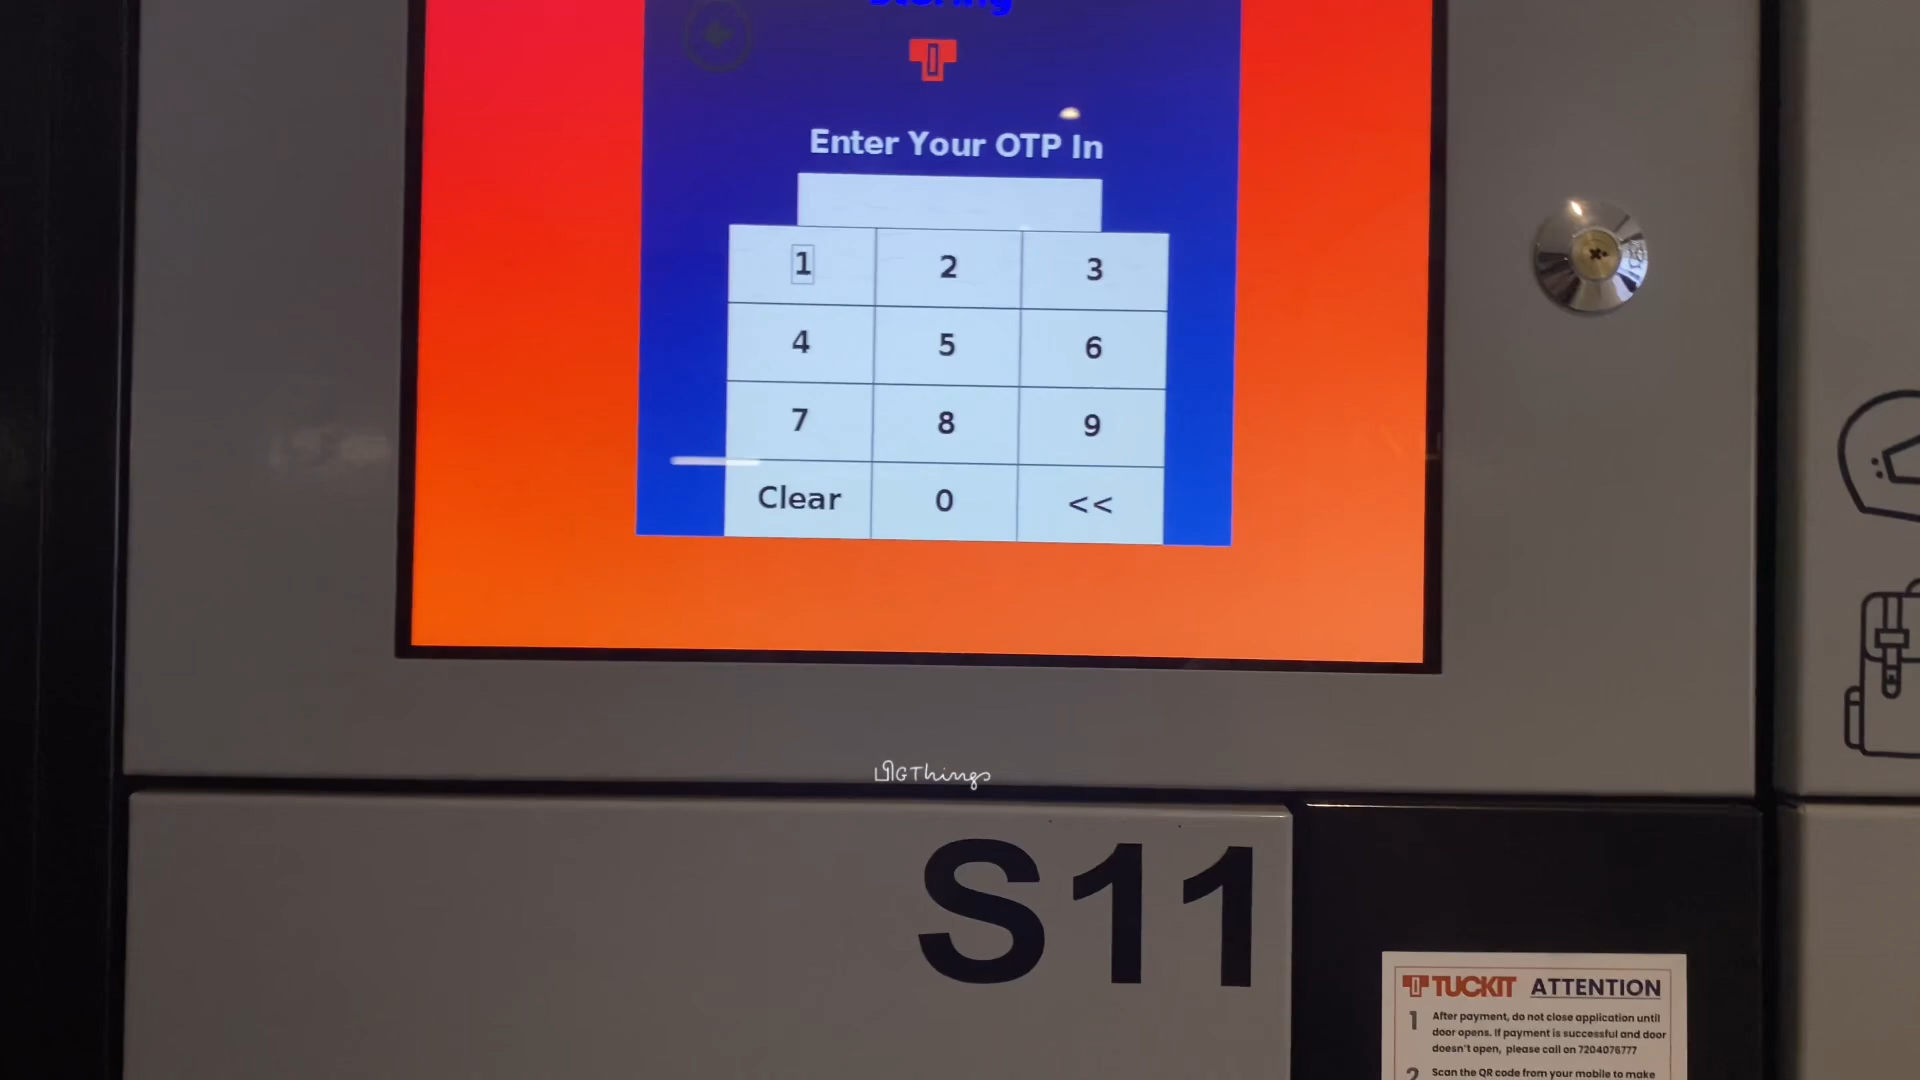 Enter Your OTP In
1 2 3
4 5 6
7 8 9
Clear 0 <<
GThings
S11
TUCKIT ATTENTION
1 After payment, do not close application until
door opens. If payment is successful and door
doesn't open, please call on 7204076777
2 Scan the QR code from your mobile to make